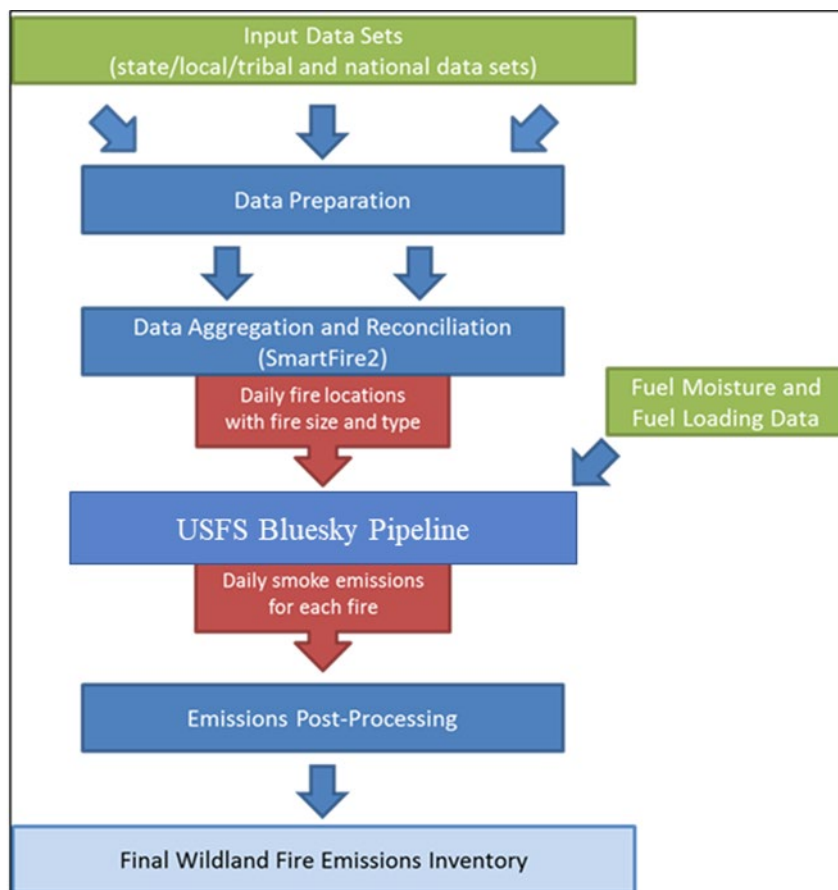 Input Data Sets
(state/local/tribal and national data sets)
Data Preparation
Data Aggregation and Reconciliation
(SmartFire2)
Daily fire locations
with fire size and type
Fuel Moisture and
Fuel Loading Data
USFS Bluesky Pipeline
Daily smoke emissions
for each fire
Emissions Post-Processing
Final Wildland Fire Emissions Inventory